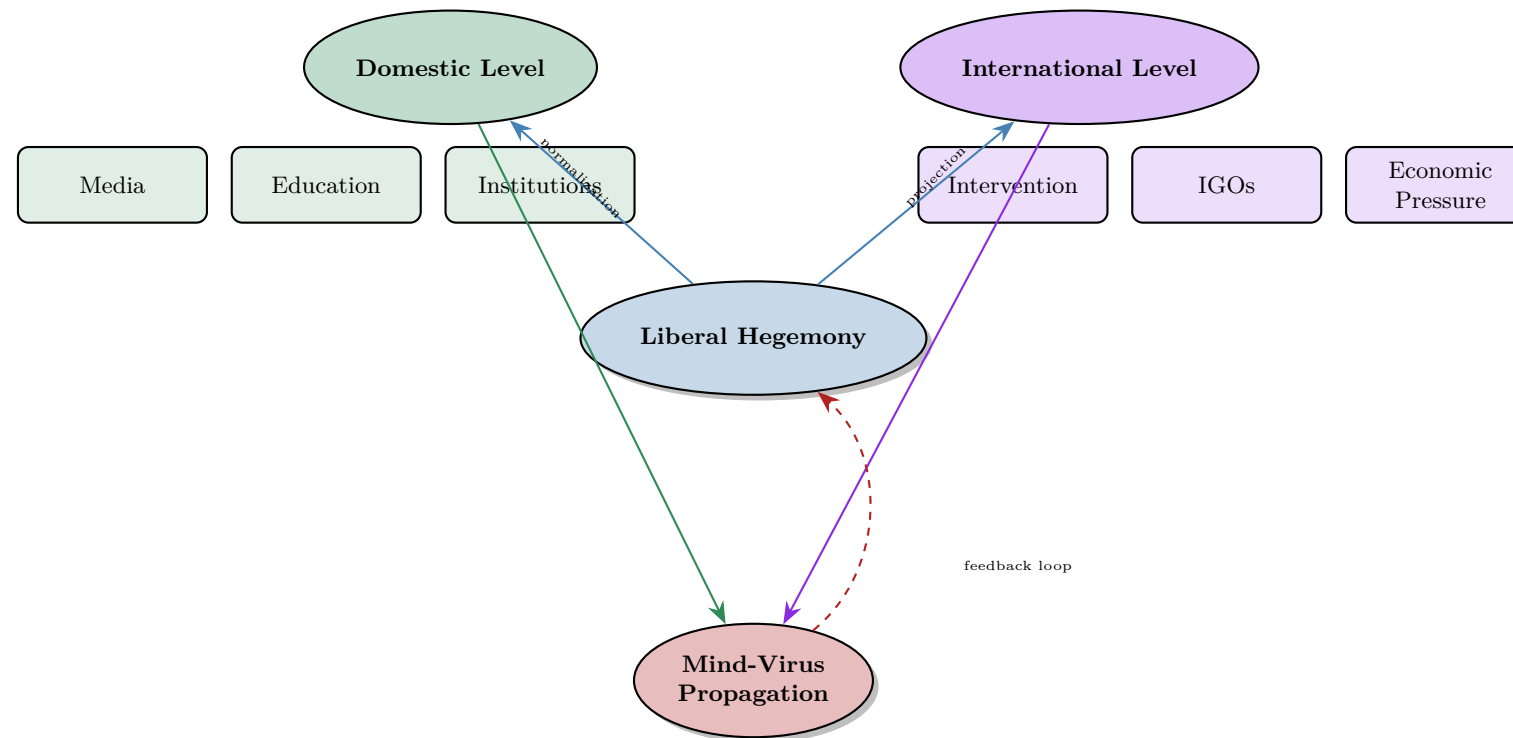 Domestic Level
International Level
normalization
projection
Media
Education
Institutions
Intervention
IGOs
Economic
Pressure
Liberal Hegemony
feedback loop
Mind-Virus
Propagation